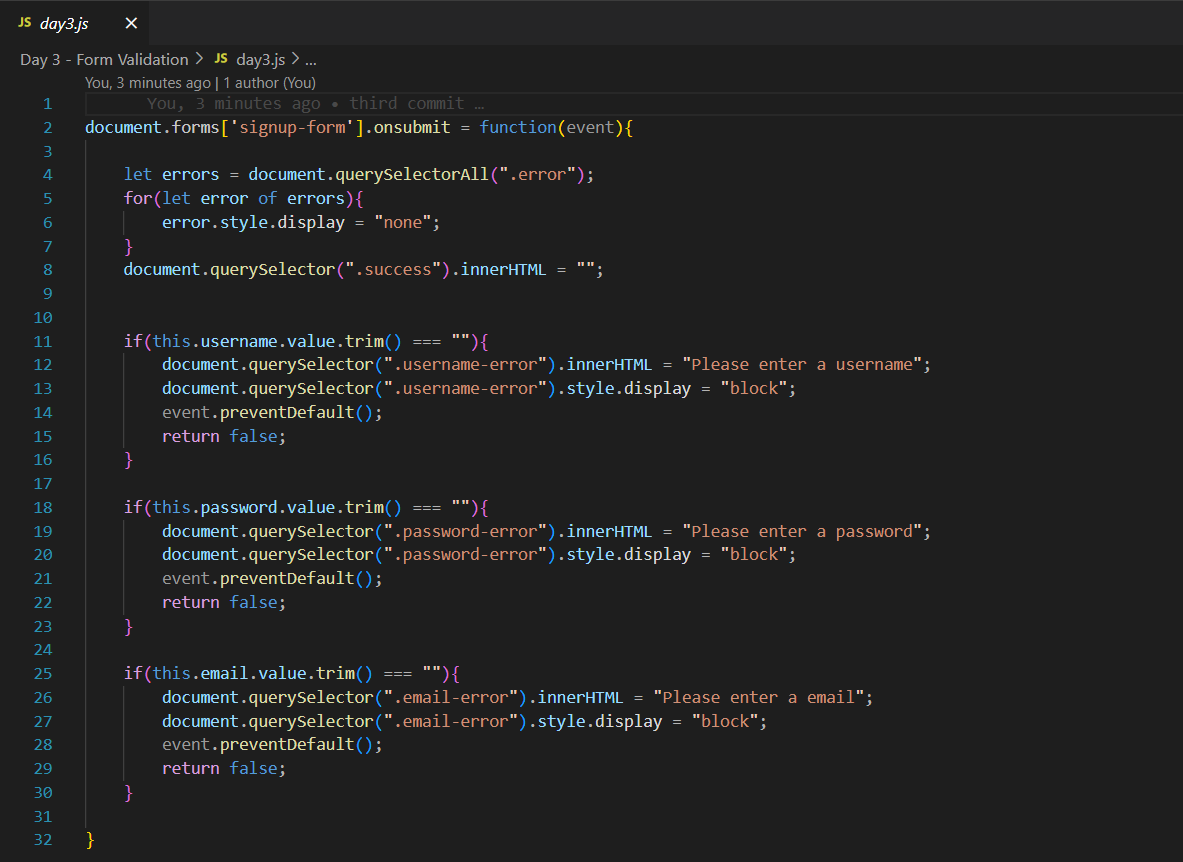 JS day3.js ×
Day 3 - Form Validation > JS day3.js > ...
You, 3 minutes ago | 1 author (You)
1 You, 3 minutes ago • third commit …
2 document.forms['signup-form'].onsubmit = function(event){
3
4 let errors = document.querySelectorAll(".error");
5 for(let error of errors){
6 error.style.display = "none";
7 }
8 document.querySelector(".success").innerHTML = "";
9
10
11 if(this.username.value.trim() === ""){
12 document.querySelector(".username-error").innerHTML = "Please enter a username";
13 document.querySelector(".username-error").style.display = "block";
14 event.preventDefault();
15 return false;
16 }
17
18 if(this.password.value.trim() === ""){
19 document.querySelector(".password-error").innerHTML = "Please enter a password";
20 document.querySelector(".password-error").style.display = "block";
21 event.preventDefault();
22 return false;
23 }
24
25 if(this.email.value.trim() === ""){
26 document.querySelector(".email-error").innerHTML = "Please enter a email";
27 document.querySelector(".email-error").style.display = "block";
28 event.preventDefault();
29 return false;
30 }
31
32 }